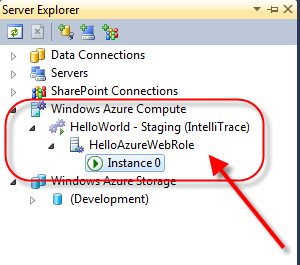 Server Explorer
Data Connections
Servers
SharePoint Connections
Windows Azure Compute
HelloWorld - Staging (IntelliTrace)
HelloAzureWebRole
Instance 0
Windows Azure Storage
(Development)